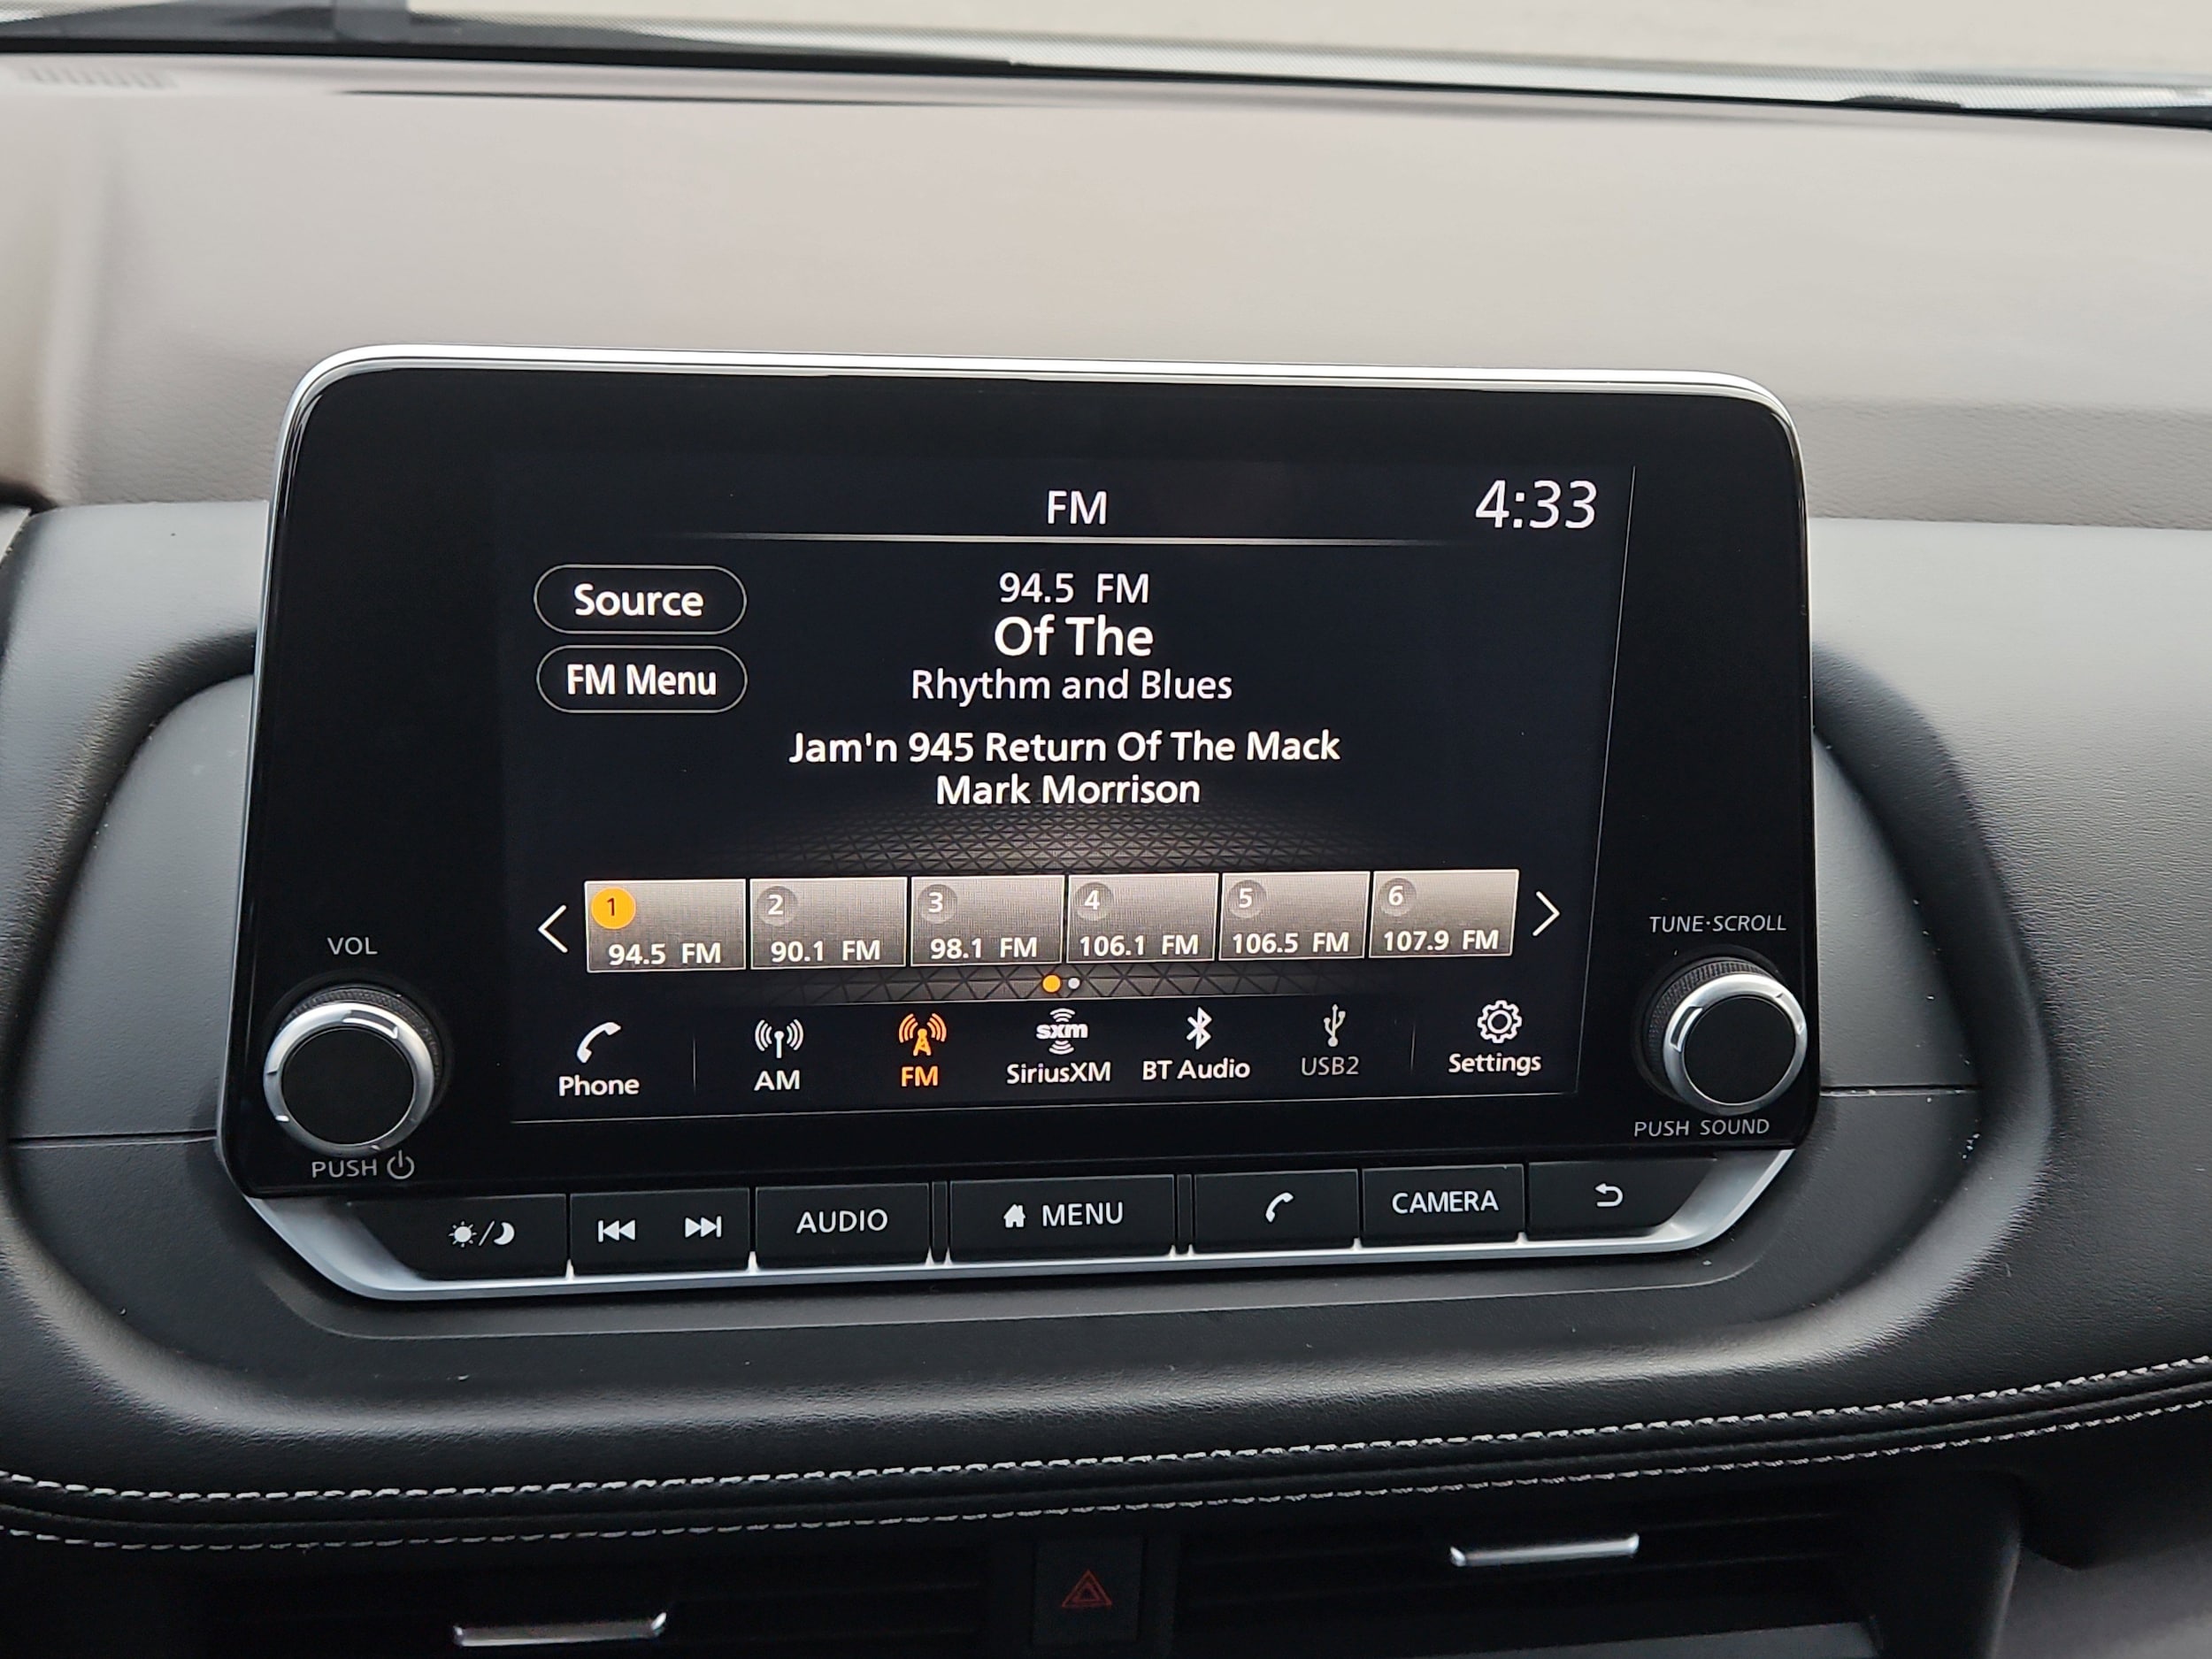 FM
4:33
Source
94.5 FM
Of The
FM Menu
Rhythm and Blues
Jam'n 945 Return Of The Mack
Mark Morrison
1
2
3
4
5
6
94.5 FM
90.1 FM
98.1 FM
106.1 FM
106.5 FM
107.9 FM
VOL
TUNE·SCROLL
sxm
Phone
AM
FM
SiriusXM
BT Audio
USB2
Settings
PUSH
PUSH SOUND
AUDIO
MENU
CAMERA